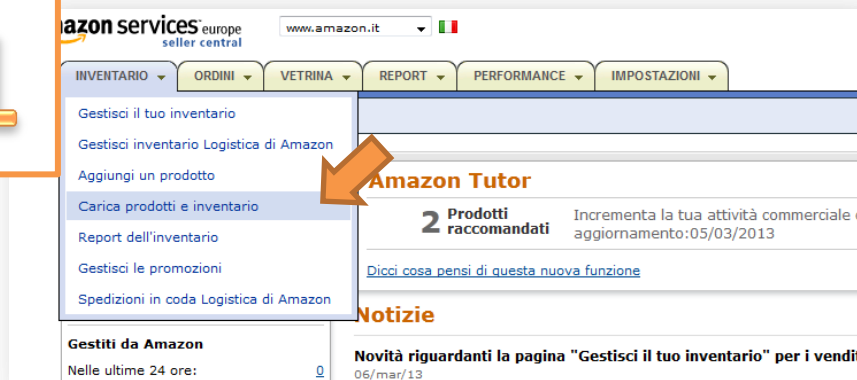 amazon services europe
seller central
www.amazon.it
INVENTARIO ORDINI VETRINA REPORT PERFORMANCE IMPOSTAZIONI
Gestisci il tuo inventario
Gestisci inventario Logistica di Amazon
Aggiungi un prodotto
Carica prodotti e inventario
Report dell'inventario
Gestisci le promozioni
Spedizioni in coda Logistica di Amazon
Amazon Tutor
2 Prodotti raccomandati
Incrementa la tua attività commerciale
aggiornamento:05/03/2013
Dicci cosa pensi di questa nuova funzione
Notizie
Gestiti da Amazon
Nelle ultime 24 ore: 0
Novità riguardanti la pagina "Gestisci il tuo inventario" per i
06/mar/13